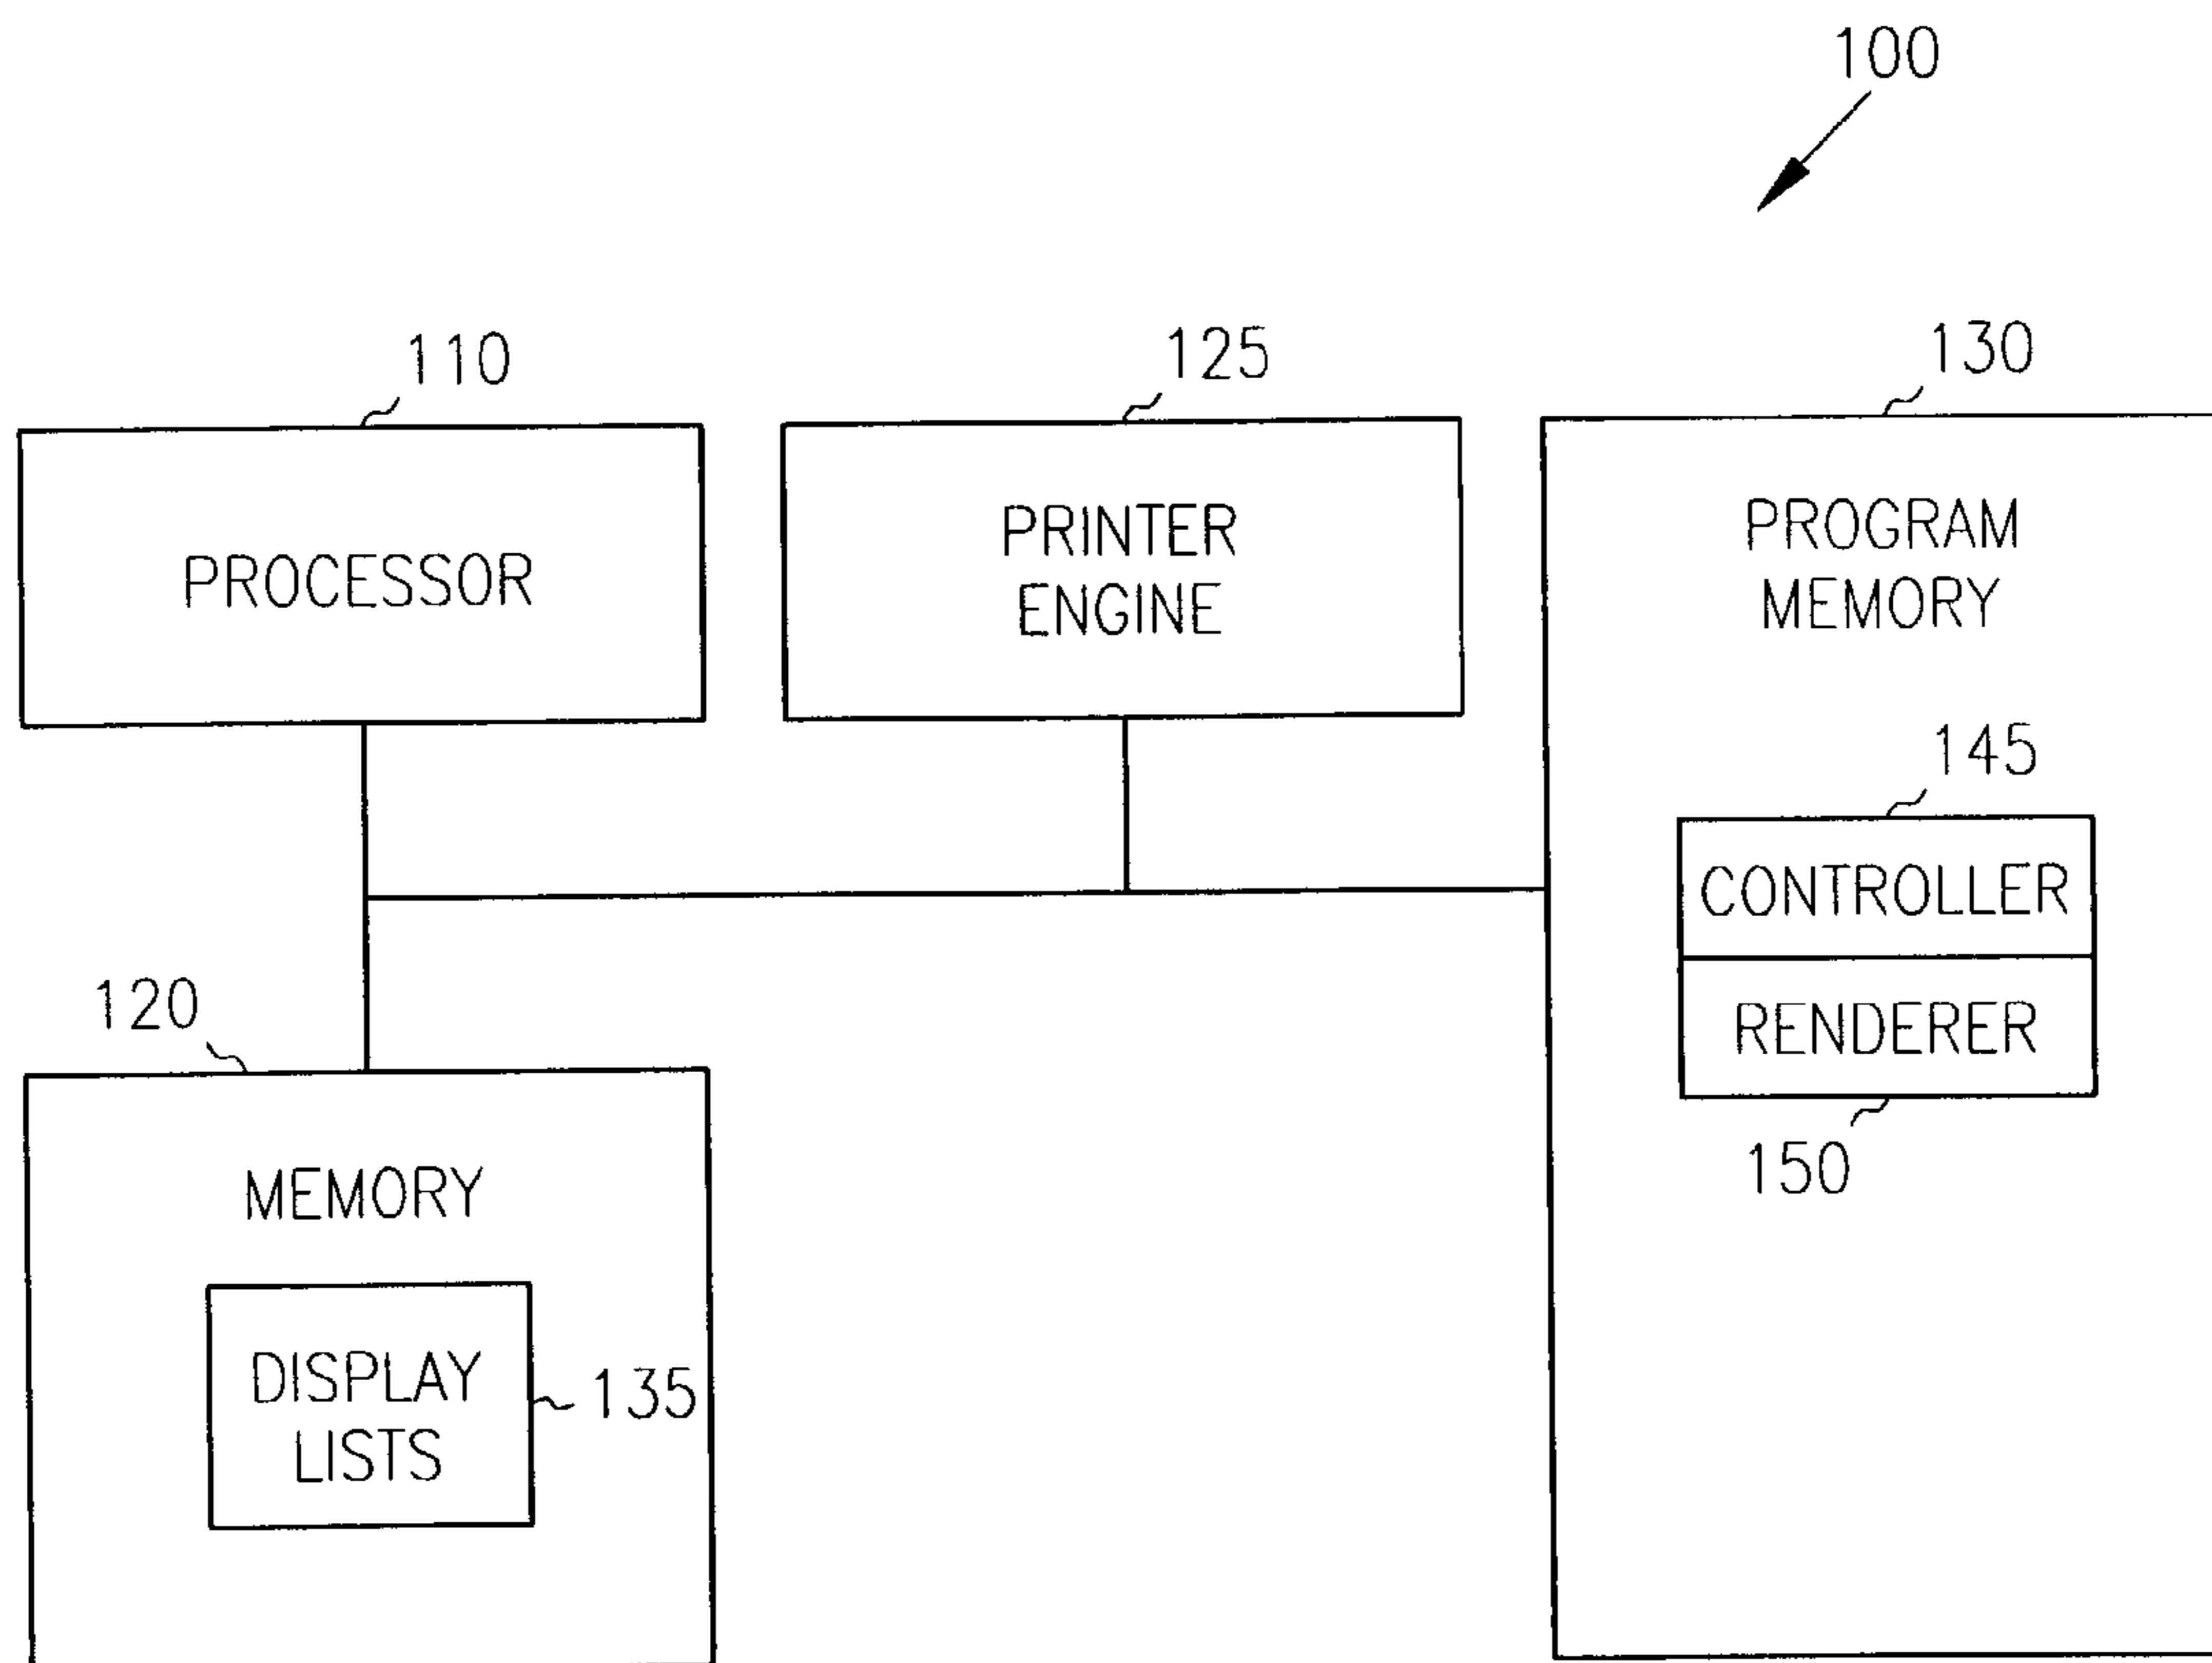 100
110
125
130
PROCESSOR
PRINTER
ENGINE
PROGRAM
MEMORY
145
CONTROLLER
RENDERER
150
120
MEMORY
DISPLAY
LISTS
135